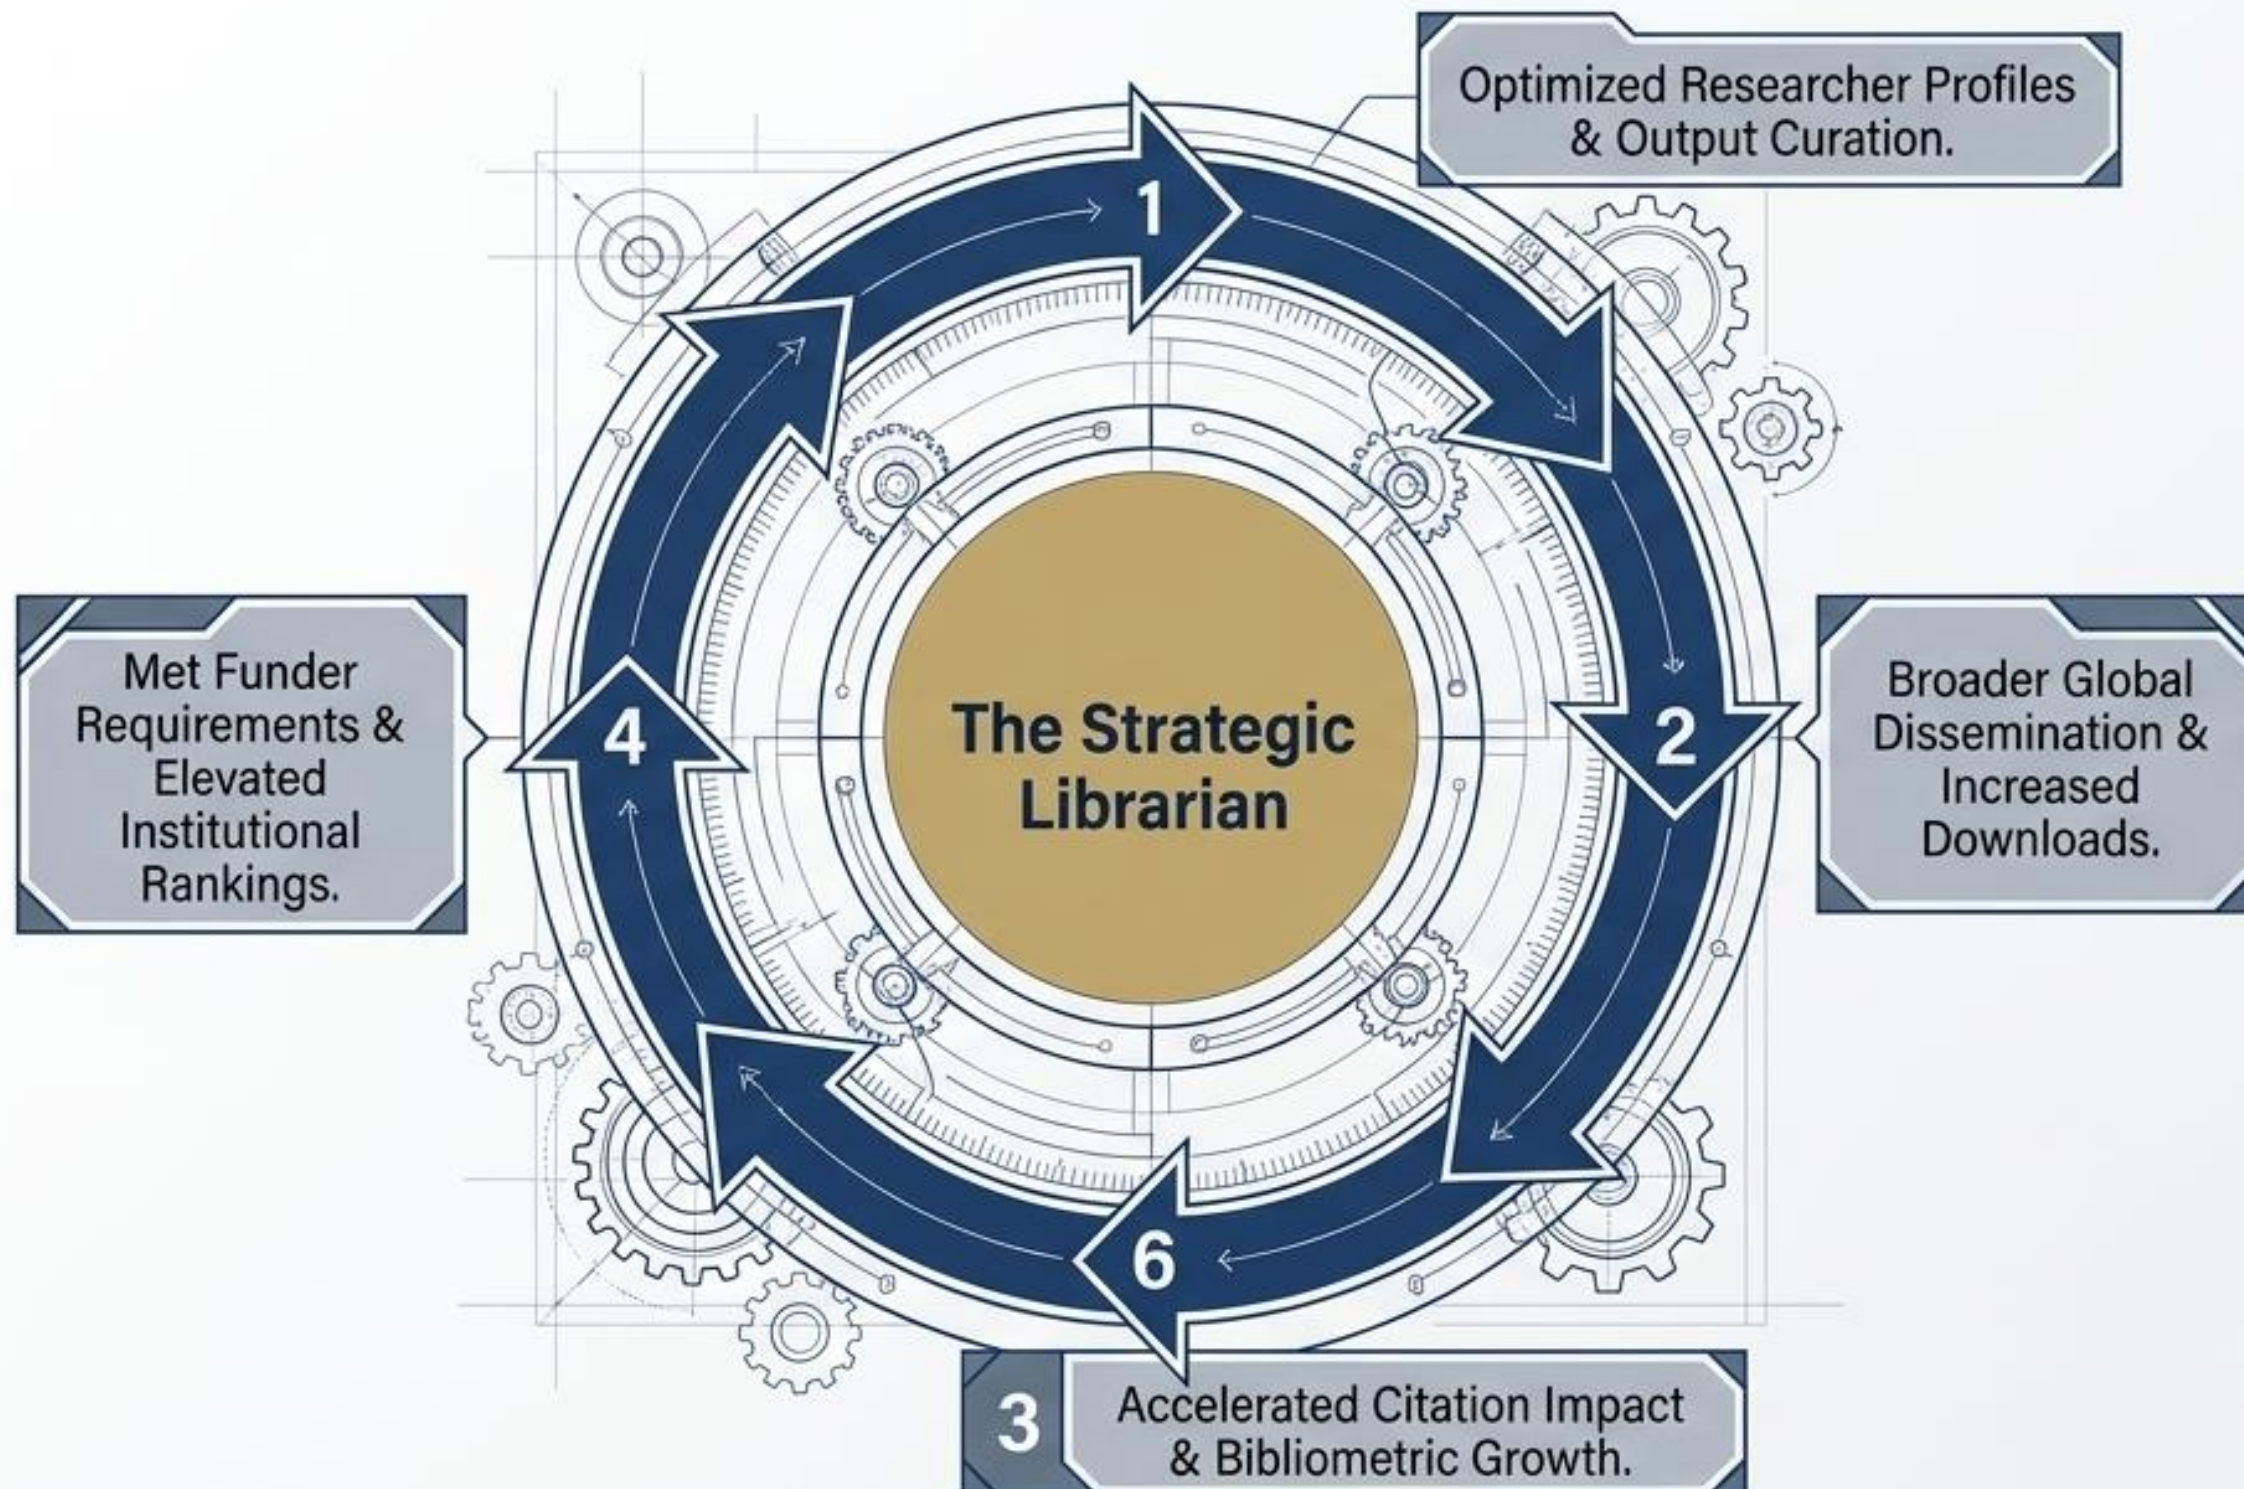 Optimized Researcher Profiles
& Output Curation.
1
Met Funder
Requirements &
Elevated
Institutional
Rankings.
4
The Strategic
Librarian
2
Broader Global
Dissemination &
Increased
Downloads.
6
3
Accelerated Citation Impact
& Bibliometric Growth.